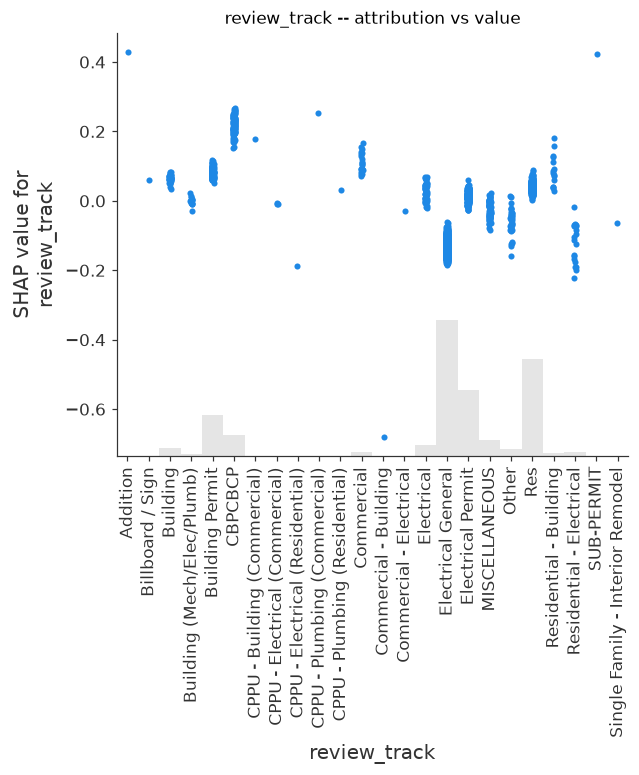 review_track -- attribution vs value
SHAP value for
review_track
0.4
0.2
0.0
−0.2
−0.4
−0.6
Addition
Billboard / Sign
Building
Building (Mech/Elec/Plumb)
Building Permit
CBPCBCP
CPPU - Building (Commercial)
CPPU - Electrical (Commercial)
CPPU - Electrical (Residential)
CPPU - Plumbing (Commercial)
CPPU - Plumbing (Residential)
Commercial
Commercial - Building
Commercial - Electrical
Electrical
Electrical General
Electrical Permit
MISCELLANEOUS
Other
Res
Residential - Building
Residential - Electrical
SUB-PERMIT
Single Family - Interior Remodel
review_track